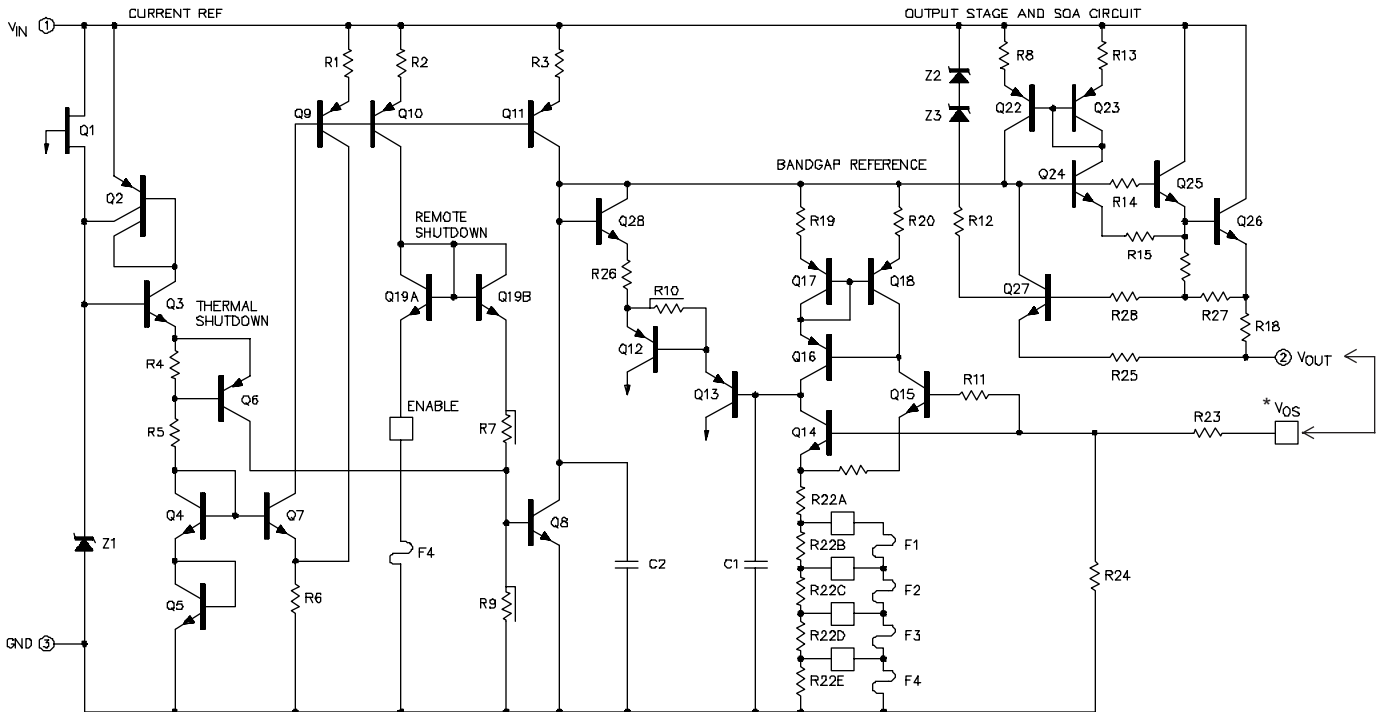 CURRENT REF
OUTPUT STAGE AND SOA CIRCUIT
VIN 1
R1
R2
R3
R8
R13
Z2
Z3
Q1
Q9
Q10
Q11
Q22
Q23
BANDGAP REFERENCE
Q2
Q24
R14
Q25
Q26
REMOTE
SHUTDOWN
Q28
R19
R20
R12
R15
R26
R10
Q17
Q18
Q3
Q19A
Q19B
Q27
R28
R27
R18
THERMAL
SHUTDOWN
Q12
Q16
2 VOUT
R4
R25
Q6
Q13
Q15
R11
ENABLE
* VOS
R5
R7
Q14
R23
R22A
Q4
Q7
Q8
Z1
F4
R22B
F1
C2
C1
R24
Q5
R6
R9
R22C
F2
GND 3
R22D
F3
R22E
F4